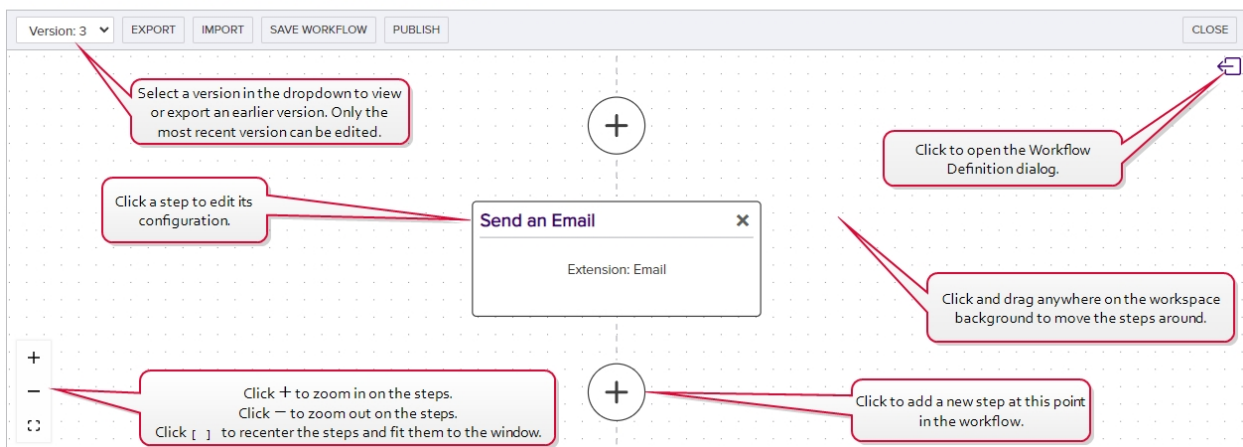 Version: 3 EXPORT IMPORT SAVE WORKFLOW PUBLISH CLOSE
Select a version in the dropdown to view
or export an earlier version. Only the
most recent version can be edited.
Click to open the Workflow
Definition dialog.
Click a step to edit its
configuration.
Send an Email
Extension: Email
Click and drag anywhere on the workspace
background to move the steps around.
Click + to zoom in on the steps.
Click − to zoom out on the steps.
Click [ ] to recenter the steps and fit them to the window.
Click to add a new step at this point
in the workflow.